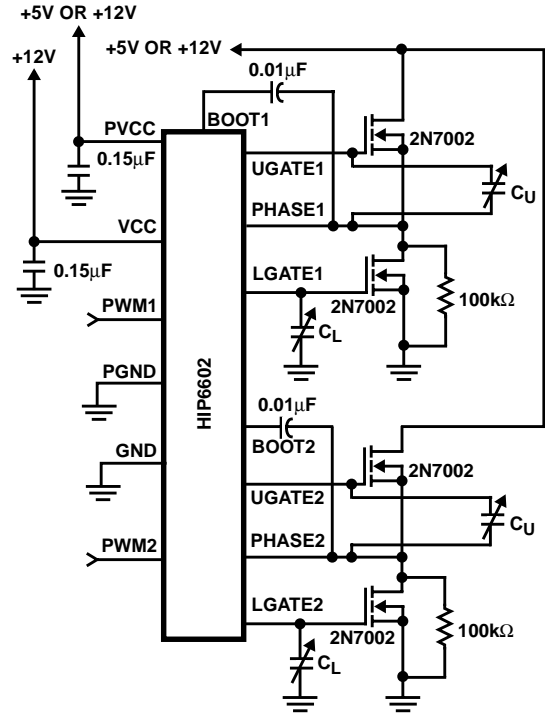 +5V OR +12V
+12V
+5V OR +12V
0.01μF
BOOT1
PVCC
2N7002
0.15μF
UGATE1
CU
PHASE1
VCC
LGATE1
0.15μF
2N7002
100kΩ
PWM1
CL
PGND
HIP6602
0.01μF
BOOT2
GND
2N7002
UGATE2
CU
PHASE2
PWM2
LGATE2
2N7002
100kΩ
CL